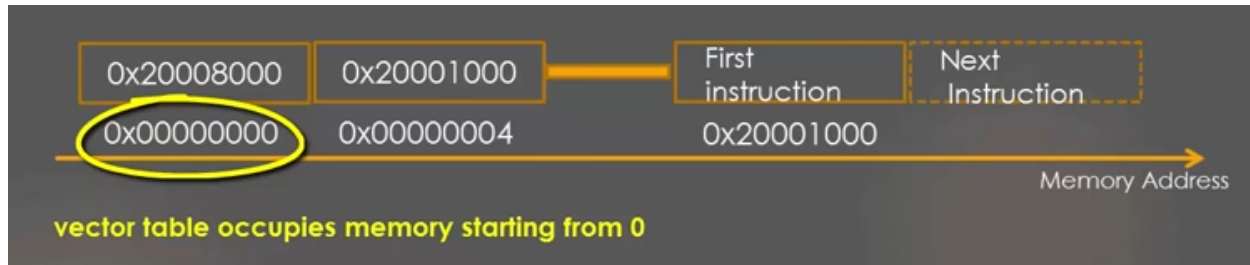 0x20008000
0x20001000
First
instruction
Next
Instruction
0x00000000
0x00000004
0x20001000
Memory Address
vector table occupies memory starting from 0